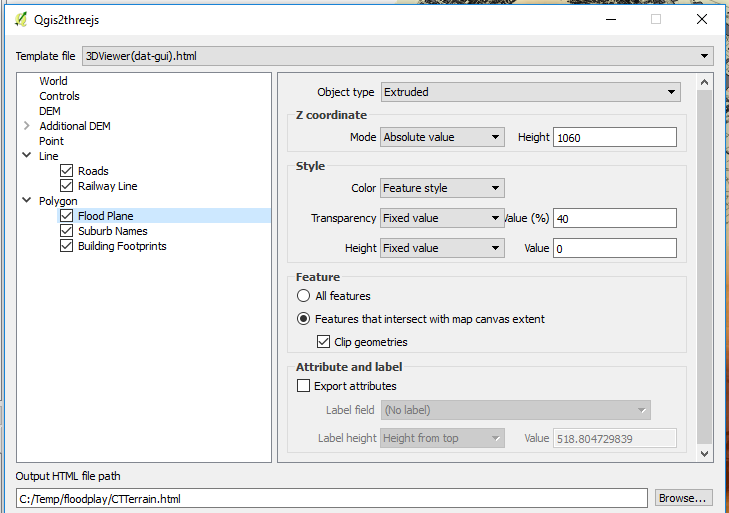 Qgis2threejs
Template file 3DViewer(dat-gui).html
World
Controls
DEM
Additional DEM
Point
Line
Roads
Railway Line
Polygon
Flood Plane
Suburb Names
Building Footprints
Object type Extruded
Z coordinate
Mode Absolute value Height 1060
Style
Color Feature style
Transparency Fixed value Value (%) 40
Height Fixed value Value 0
Feature
All features
Features that intersect with map canvas extent
Clip geometries
Attribute and label
Export attributes
Label field (No label)
Label height Height from top Value 518.804729839
Output HTML file path
C:/Temp/floodplay/CTTerrain.html Browse...